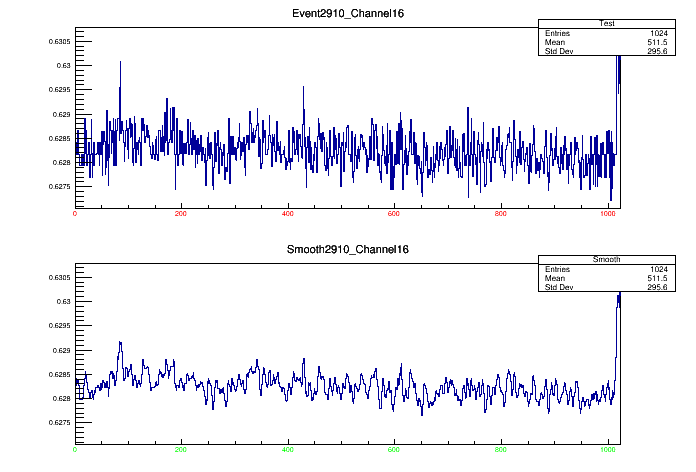 Event2910_Channel16
Test
Entries 1024
Mean 511.5
Std Dev 295.6
0.6305
0.63
0.6295
0.629
0.6285
0.628
0.6275
0 200 400 600 800 1000
Smooth2910_Channel16
Smooth
Entries 1024
Mean 511.5
Std Dev 295.6
0.6305
0.63
0.6295
0.629
0.6285
0.628
0.6275
0 200 400 600 800 1000